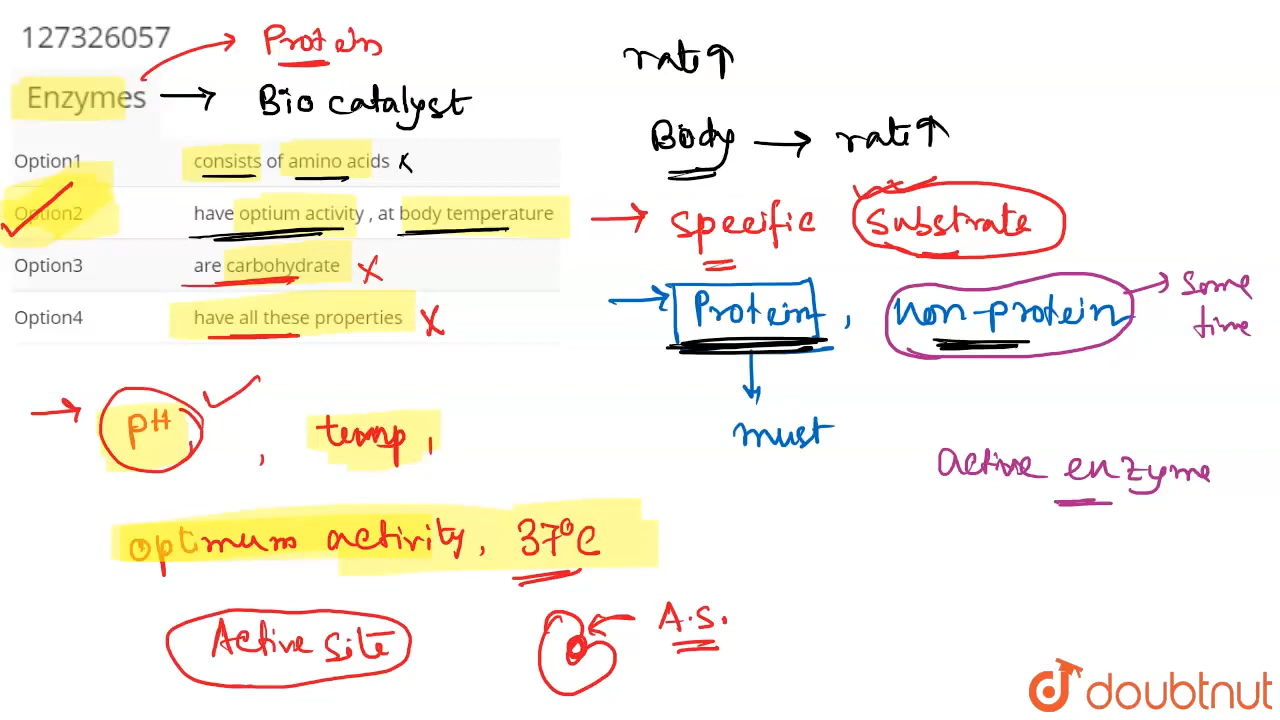 127326057
Proteins
Enzymes → Bio catalyst
Option1 consists of amino acids x
Option2 have optium activity , at body temperature
Option3 are carbohydrate x
Option4 have all these properties x
rate↑
Body → rate↑
→ specific substrate
→ Protein, non-protein → Some time
must
→ pH , temp,
optimum activity, 37°C
active enzyme
Active site
A.S.
doubtnut